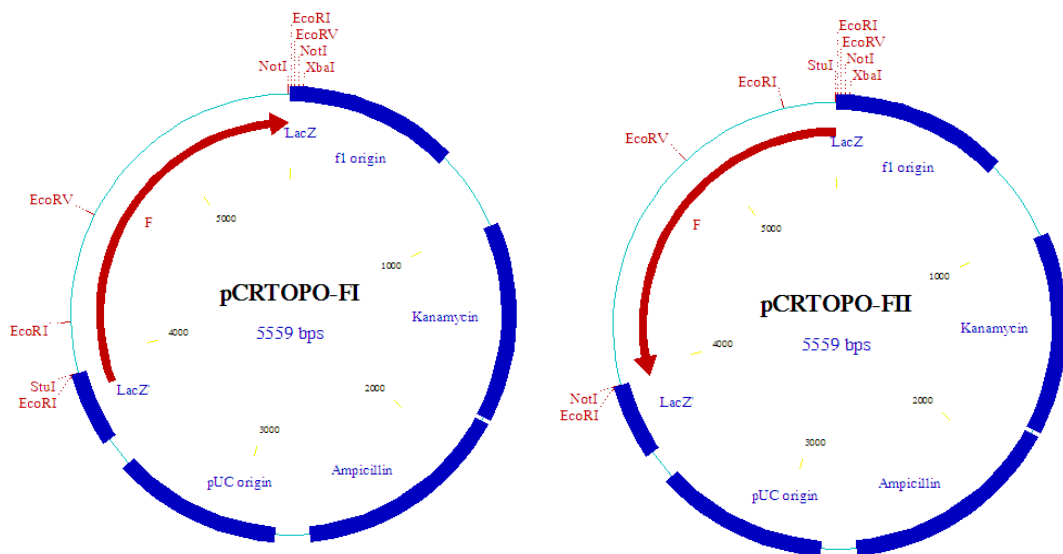 EcoRI
EcoRV
NotI
NotI
XbaI
LacZ
f1 origin
EcoRV
F
5000
1000
pCRTOPO-FI
5559 bps
Kanamycin
EcoRI
4000
StuI
EcoRI
LacZ'
2000
3000
pUC origin
Ampicillin
EcoRI
EcoRV
StuI
NotI
XbaI
EcoRI
LacZ
f1 origin
EcoRV
F
5000
1000
pCRTOPO-FII
5559 bps
Kanamycin
4000
NotI
EcoRI
LacZ'
2000
3000
pUC origin
Ampicillin